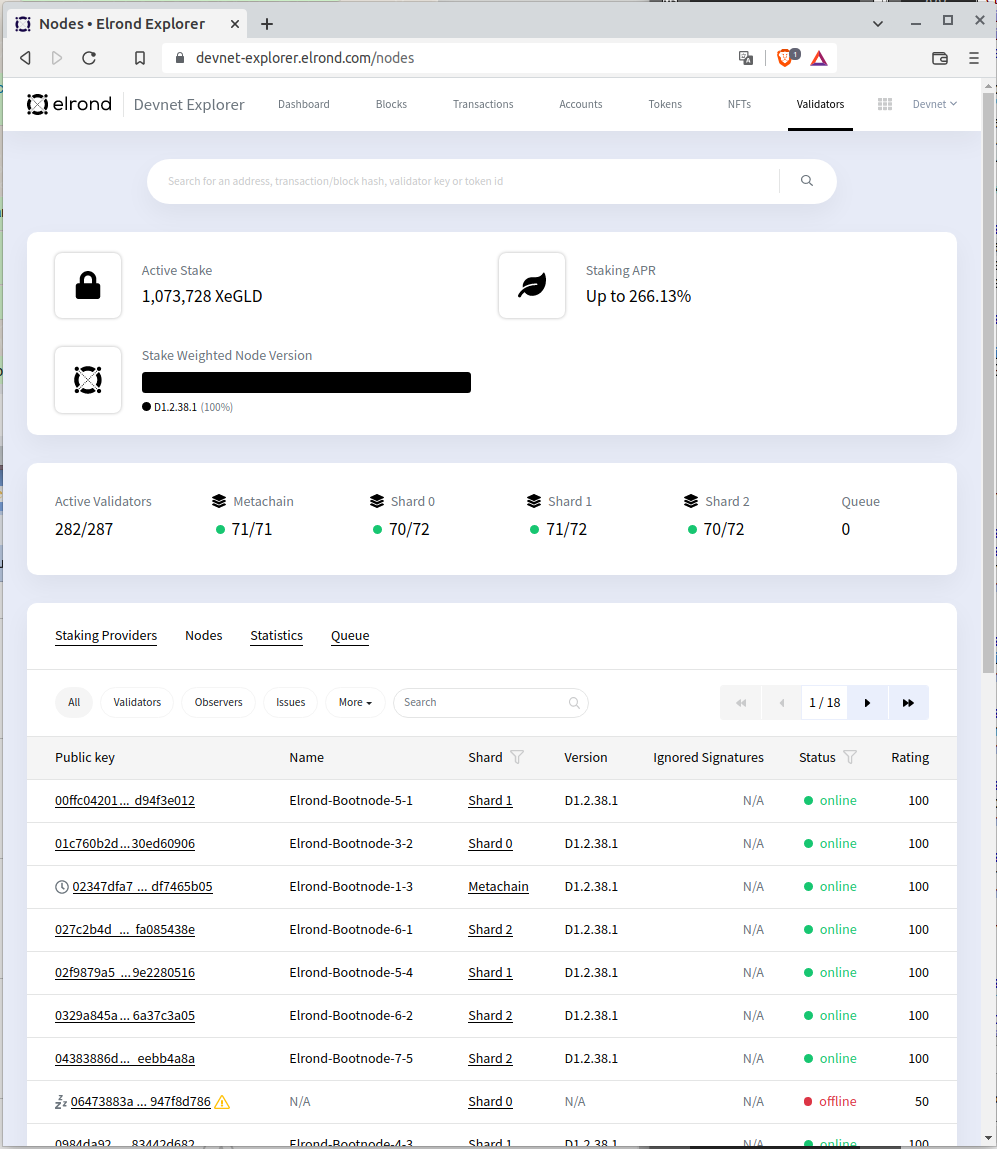 Nodes • Elrond Explorer
devnet-explorer.elrond.com/nodes
1
elrond Devnet Explorer Dashboard Blocks Transactions Accounts Tokens NFTs Validators Devnet
Search for an address, transaction/block hash, validator key or token id
Active Stake
1,073,728 XeGLD
Staking APR
Up to 266.13%
Stake Weighted Node Version
D1.2.38.1 (100%)
Active Validators Metachain Shard 0 Shard 1 Shard 2 Queue
282/287 71/71 70/72 71/72 70/72 0
Staking Providers Nodes Statistics Queue
All Validators Observers Issues More Search 1 / 18
Public key Name Shard Version Ignored Signatures Status Rating
00ffc04201... d94f3e012 Elrond-Bootnode-5-1 Shard 1 D1.2.38.1 N/A online 100
01c760b2d...30ed60906 Elrond-Bootnode-3-2 Shard 0 D1.2.38.1 N/A online 100
02347dfa7 ... df7465b05 Elrond-Bootnode-1-3 Metachain D1.2.38.1 N/A online 100
027c2b4d ... fa085438e Elrond-Bootnode-6-1 Shard 2 D1.2.38.1 N/A online 100
02f9879a5 ...9e2280516 Elrond-Bootnode-5-4 Shard 1 D1.2.38.1 N/A online 100
0329a845a... 6a37c3a05 Elrond-Bootnode-6-2 Shard 2 D1.2.38.1 N/A online 100
04383886d... eebb4a8a Elrond-Bootnode-7-5 Shard 2 D1.2.38.1 N/A online 100
06473883a ... 947f8d786 N/A Shard 0 N/A N/A offline 50
0984da92 ... 83442d682 Elrond-Bootnode-4-3 Shard 1 D1.2.38.1 N/A online 100